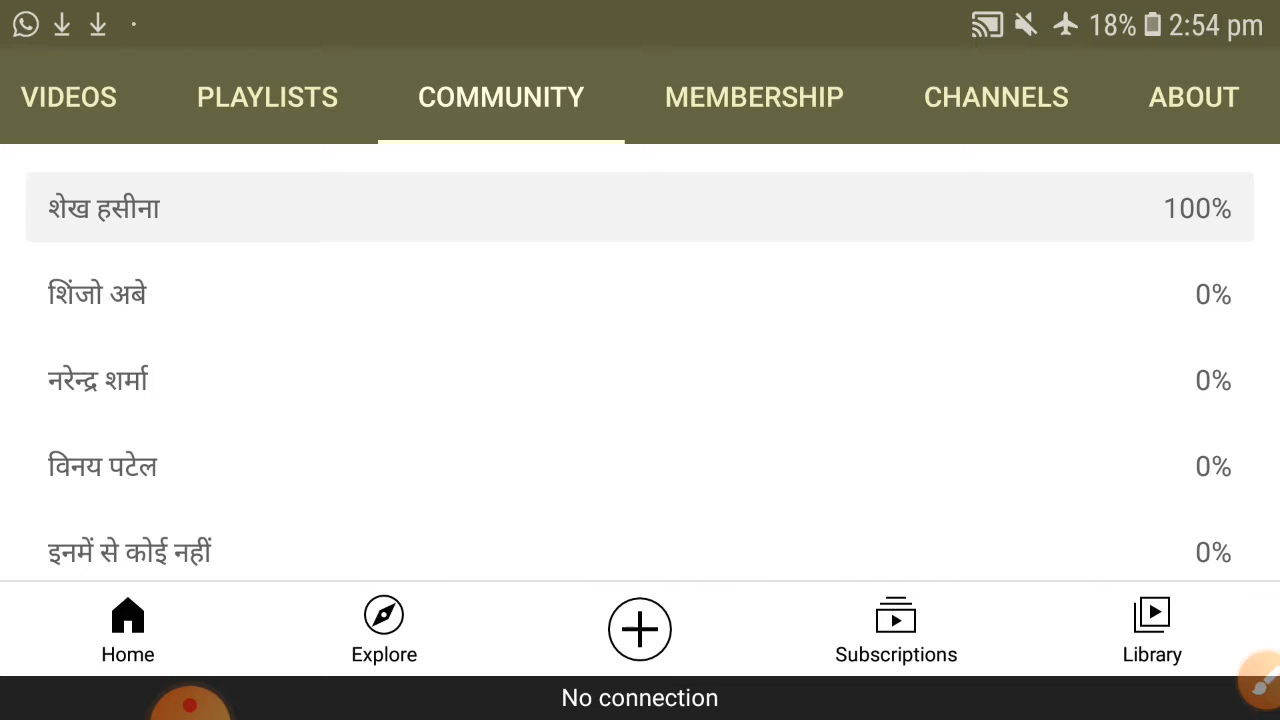 18% 2:54 pm
VIDEOS PLAYLISTS COMMUNITY MEMBERSHIP CHANNELS ABOUT
शेख हसीना 100%
शिंजो अबे 0%
नरेन्द्र शर्मा 0%
विनय पटेल 0%
इनमें से कोई नहीं 0%
Home Explore Subscriptions Library
No connection